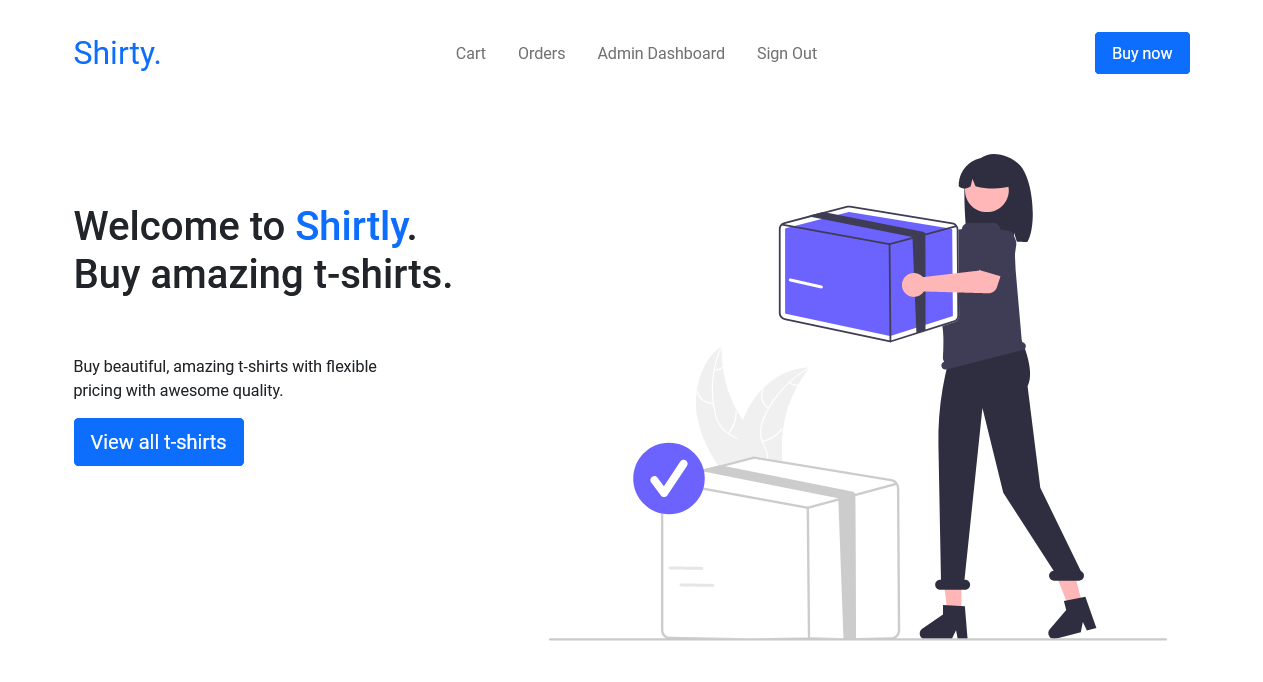 Shirty.
Cart
Orders
Admin Dashboard
Sign Out
Buy now
Welcome to Shirtly.
Buy amazing t-shirts.
Buy beautiful, amazing t-shirts with flexible
pricing with awesome quality.
View all t-shirts